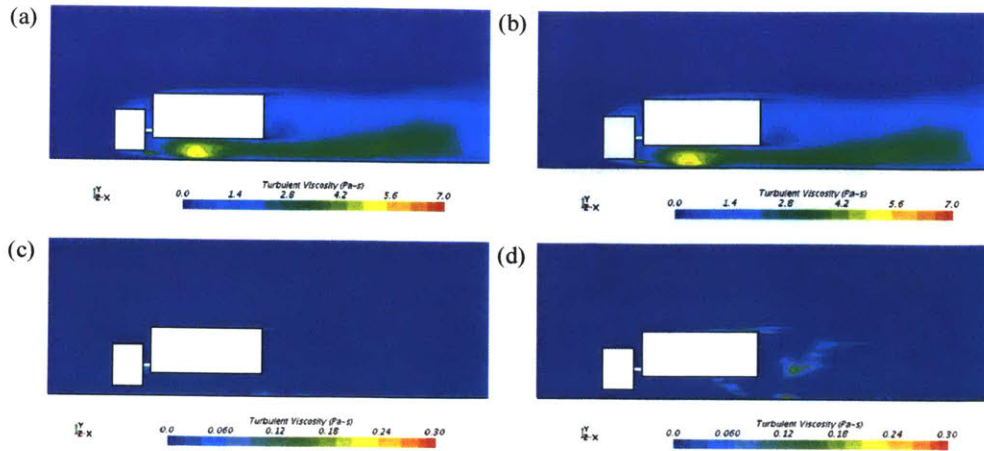 (a)
(b)
Turbulent Viscosity (Pa-s)
0.0 1.4 2.8 4.2 5.6 7.0
Y
Z-X
Turbulent Viscosity (Pa-s)
0.0 1.4 2.8 4.2 5.6 7.0
Y
Z-X
(c)
(d)
Turbulent Viscosity (Pa-s)
0.0 0.060 0.12 0.18 0.24 0.30
Y
Z-X
Turbulent Viscosity (Pa-s)
0.0 0.060 0.12 0.18 0.24 0.30
Y
Z-X